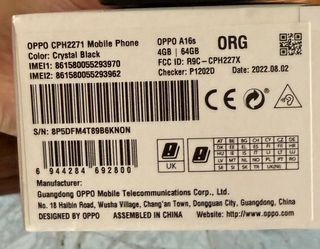 OPPO CPH2271 Mobile Phone OPPO A16s ORG
Color: Crystal Black 4GB | 64GB
IMEI1: 861580055293970 FCC ID: R9C-CPH227X
IMEI2: 861580055293962 Checker: P1202D 2022.08.02
S/N: 8P5DFM4T89B6KNON
6 944284 692800
UK
Guangdong OPPO Mobile Telecommunications Corp., Ltd.
No. 18 Haibin Road, Wusha Village, Chang'an Town, Dongguan City, Guangdong, China.
DESIGNED BY OPPO ASSEMBLED IN CHINA Website: http://www.oppo.com